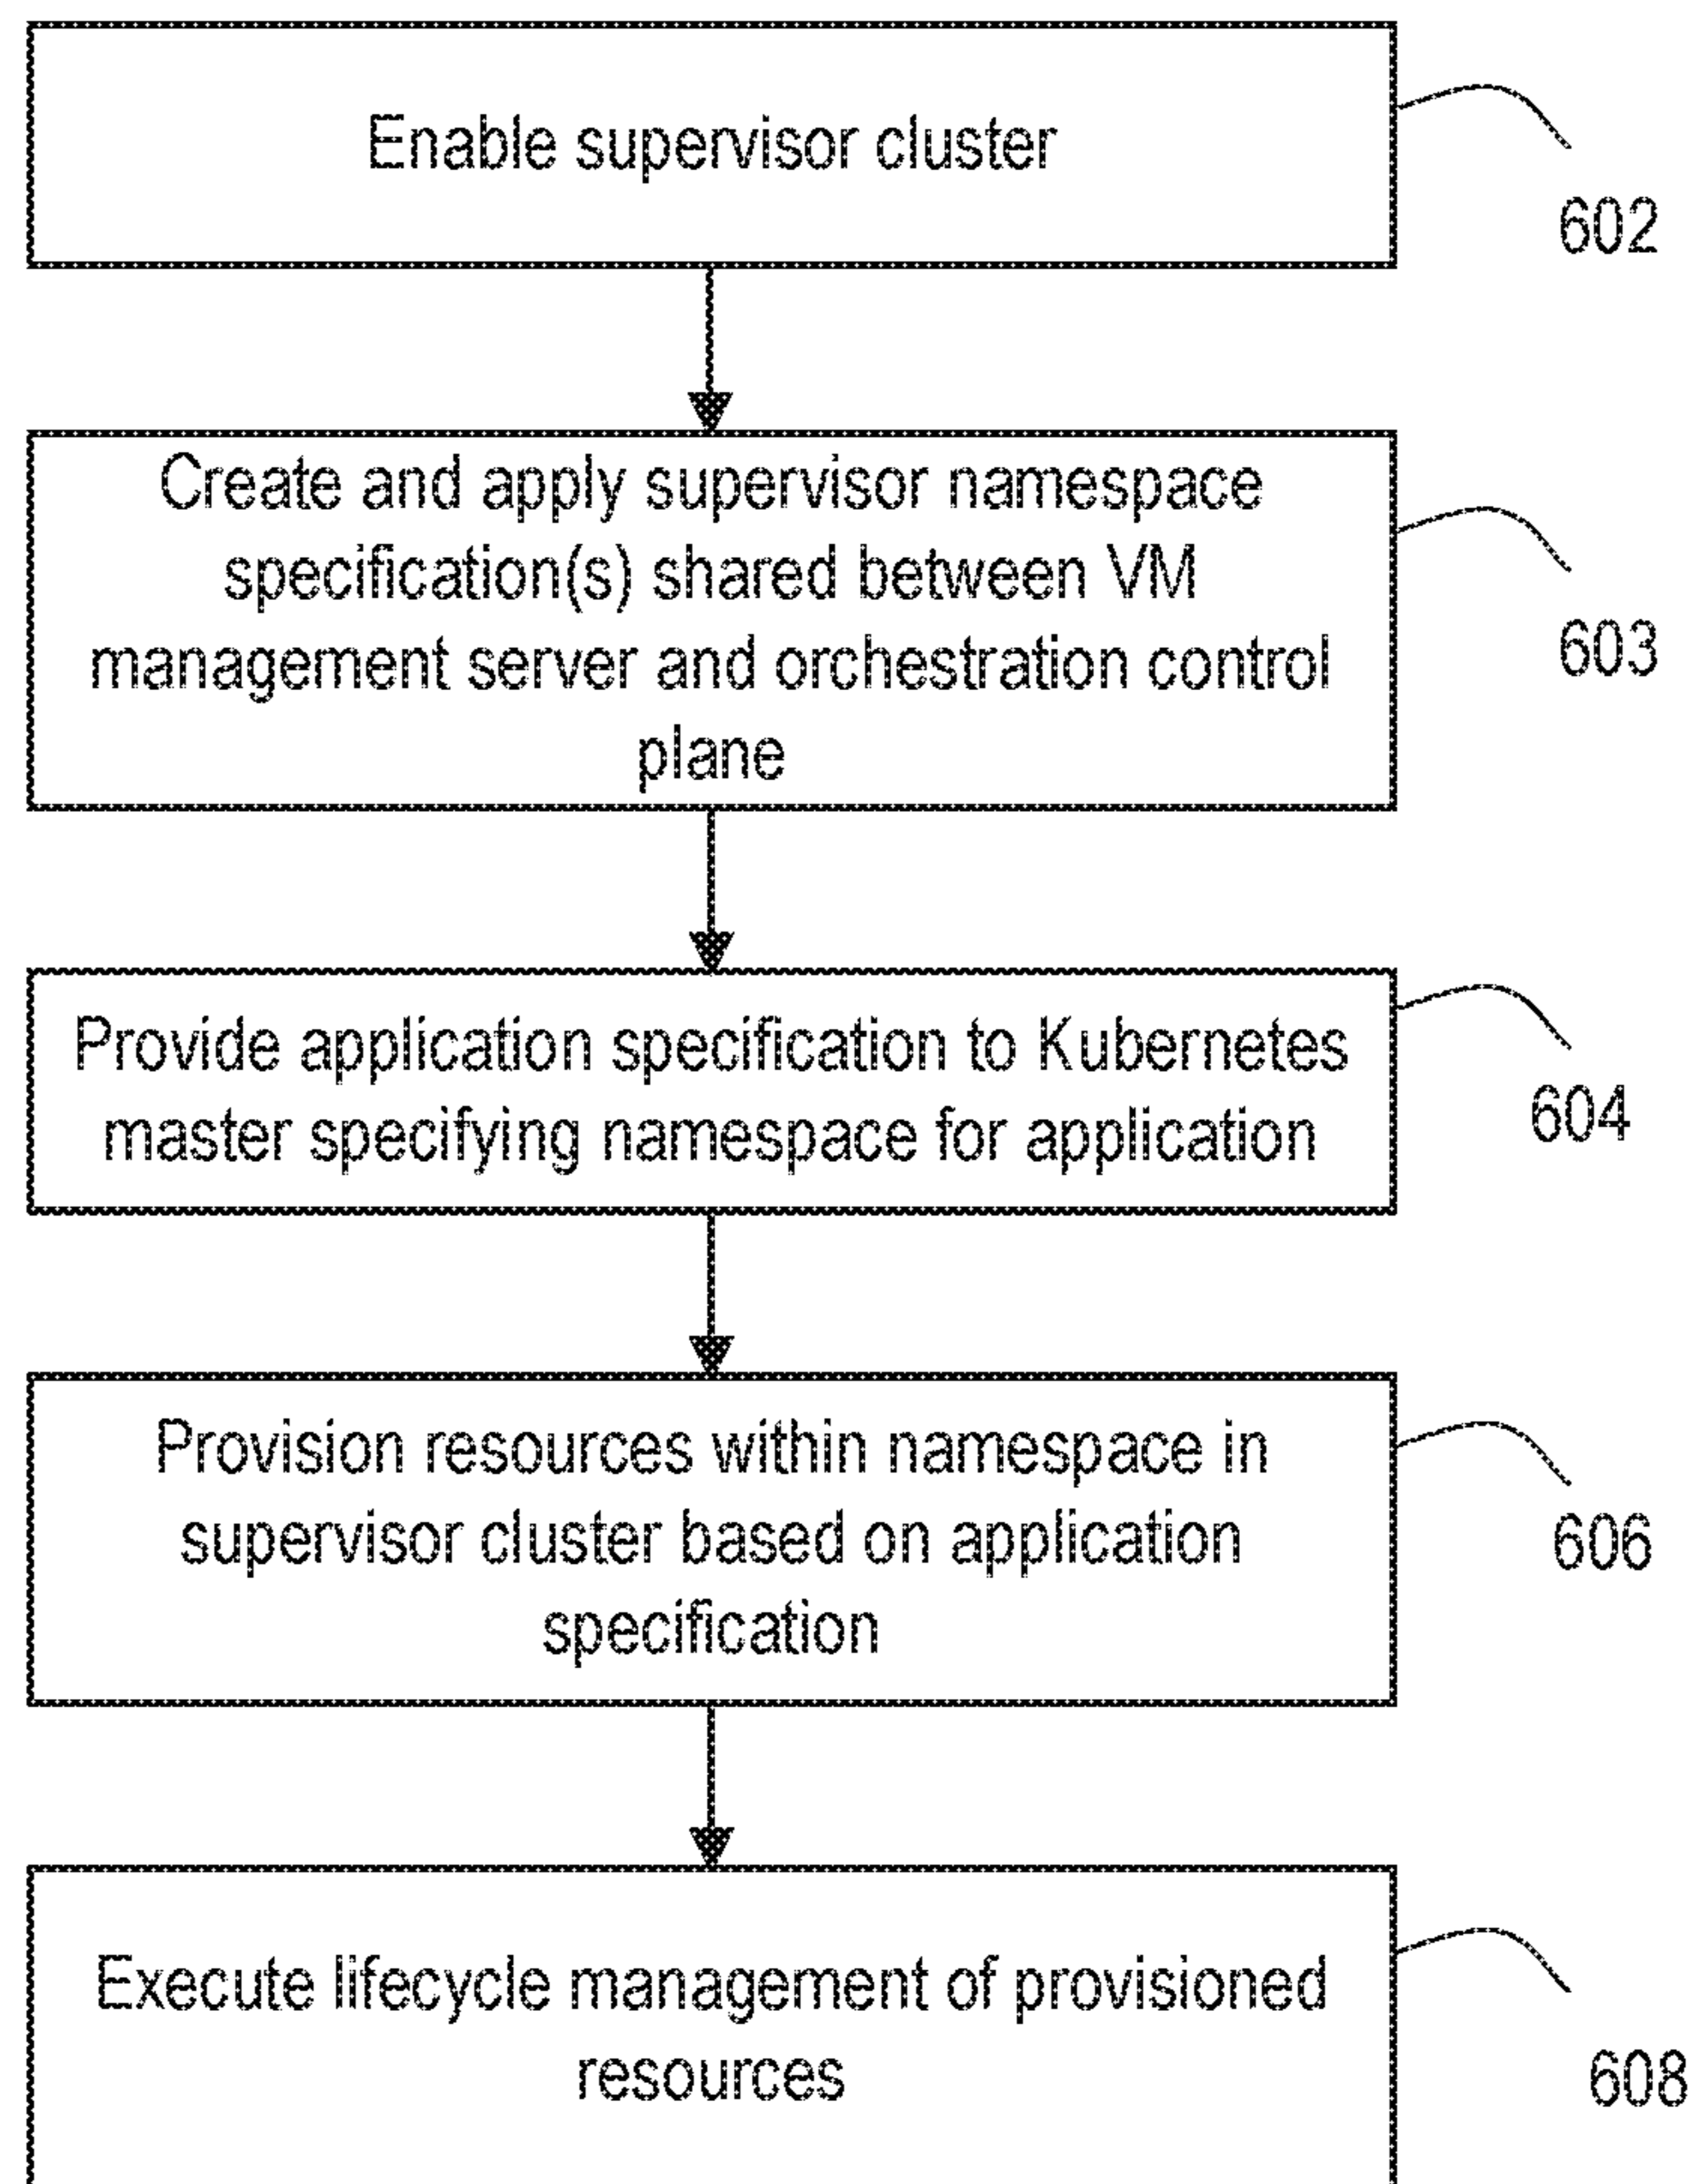 Enable supervisor cluster
602
Create and apply supervisor namespace
specification(s) shared between VM
management server and orchestration control
plane
603
Provide application specification to Kubernetes
master specifying namespace for application
604
Provision resources within namespace in
supervisor cluster based on application
specification
606
Execute lifecycle management of provisioned
resources
608